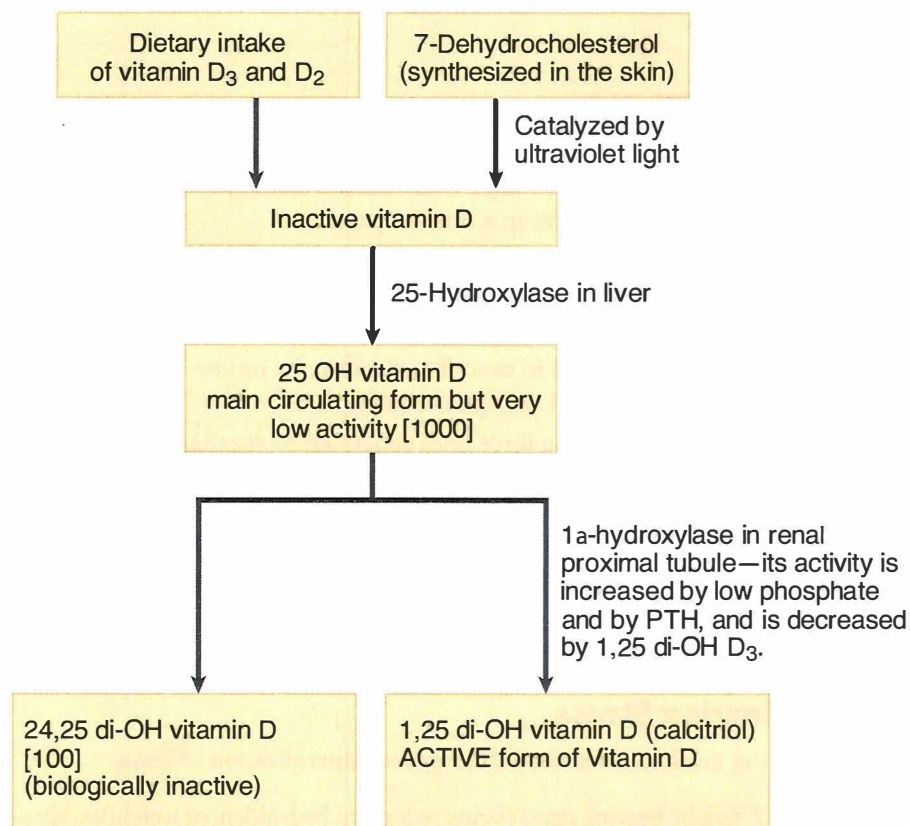 Dietary intake
of vitamin D3 and D2
7-Dehydrocholesterol
(synthesized in the skin)
Catalyzed by
ultraviolet light
Inactive vitamin D
25-Hydroxylase in liver
25 OH vitamin D
main circulating form but very
low activity [1000]
1a-hydroxylase in renal
proximal tubule—its activity is
increased by low phosphate
and by PTH, and is decreased
by 1,25 di-OH D3.
24,25 di-OH vitamin D
[100]
(biologically inactive)
1,25 di-OH vitamin D (calcitriol)
ACTIVE form of Vitamin D